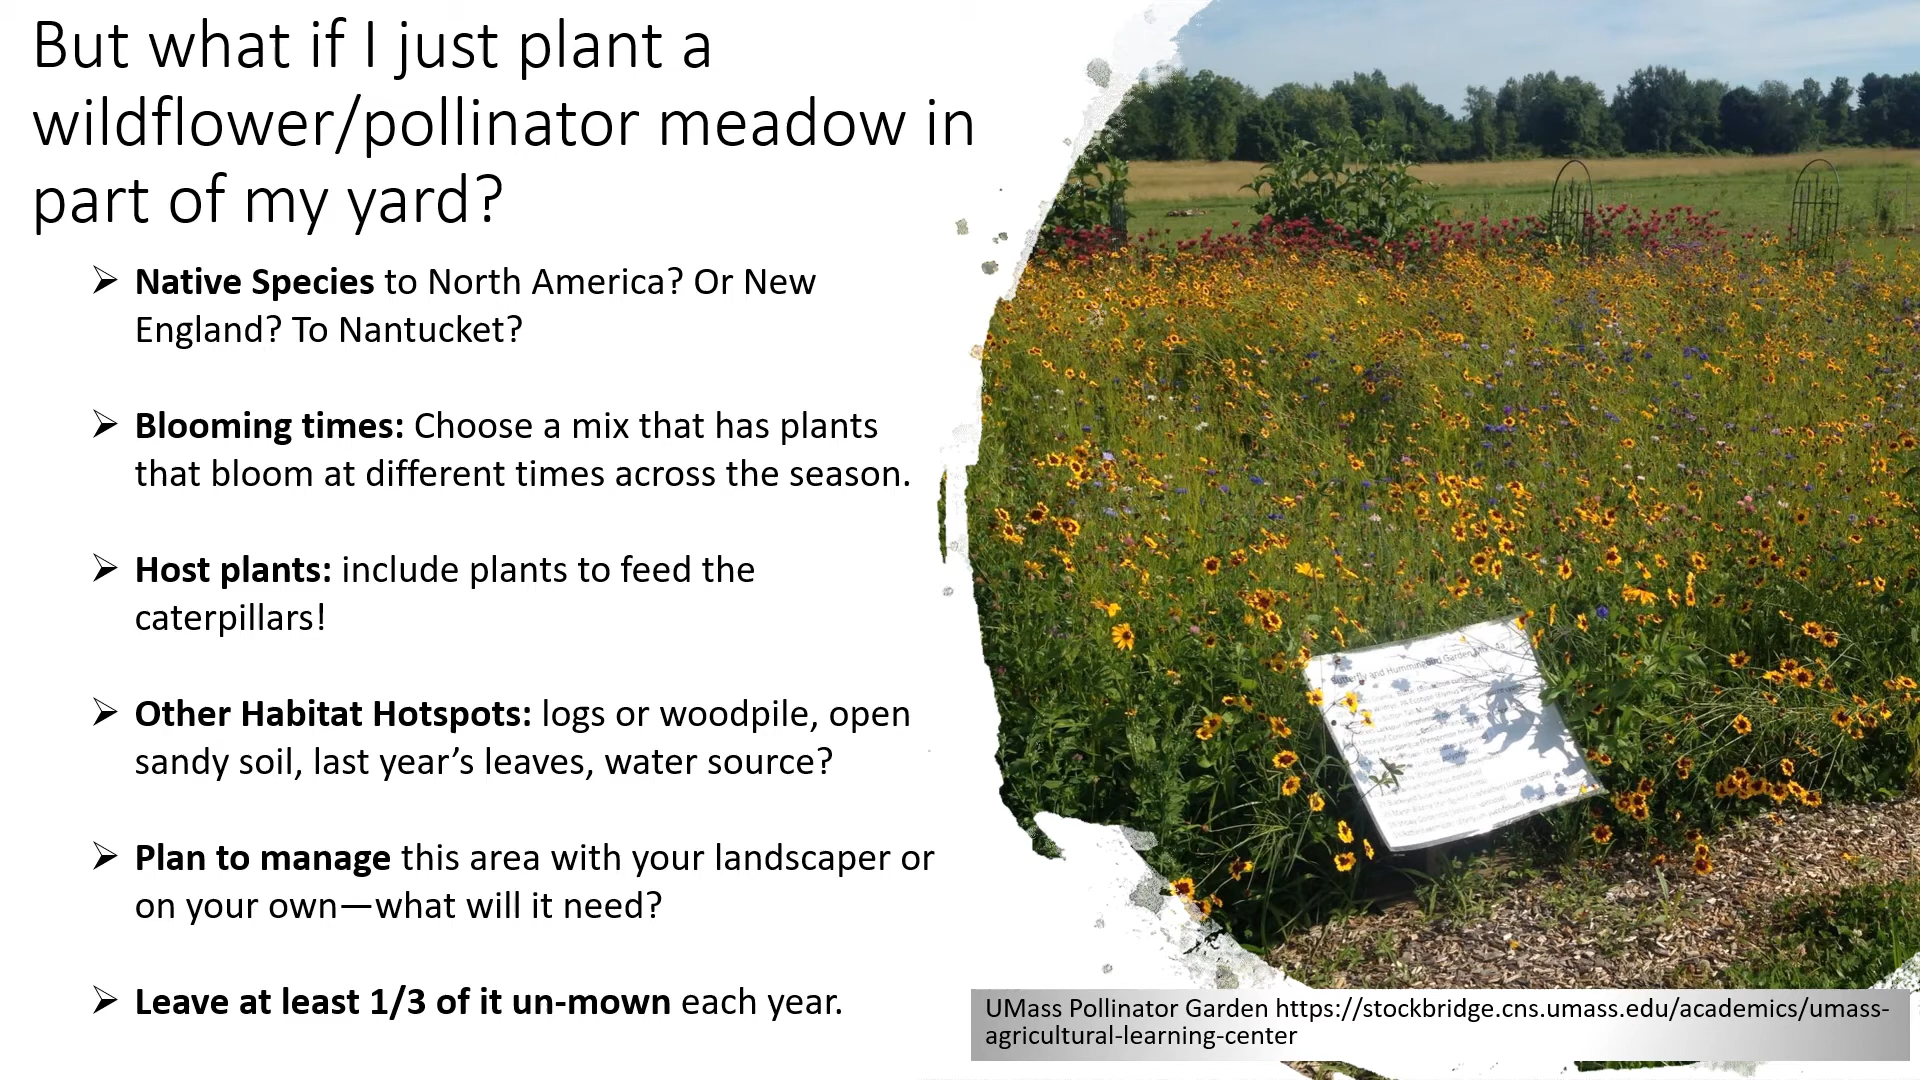 But what if I just plant a
wildflower/pollinator meadow in
part of my yard?
➢ Native Species to North America? Or New
England? To Nantucket?
➢ Blooming times: Choose a mix that has plants
that bloom at different times across the season.
➢ Host plants: include plants to feed the
caterpillars!
➢ Other Habitat Hotspots: logs or woodpile, open
sandy soil, last year’s leaves, water source?
➢ Plan to manage this area with your landscaper or
on your own—what will it need?
➢ Leave at least 1/3 of it un-mown each year.
Butterfly and Hummingbird Garden Mix
UMass Pollinator Garden https://stockbridge.cns.umass.edu/academics/umass-
agricultural-learning-center